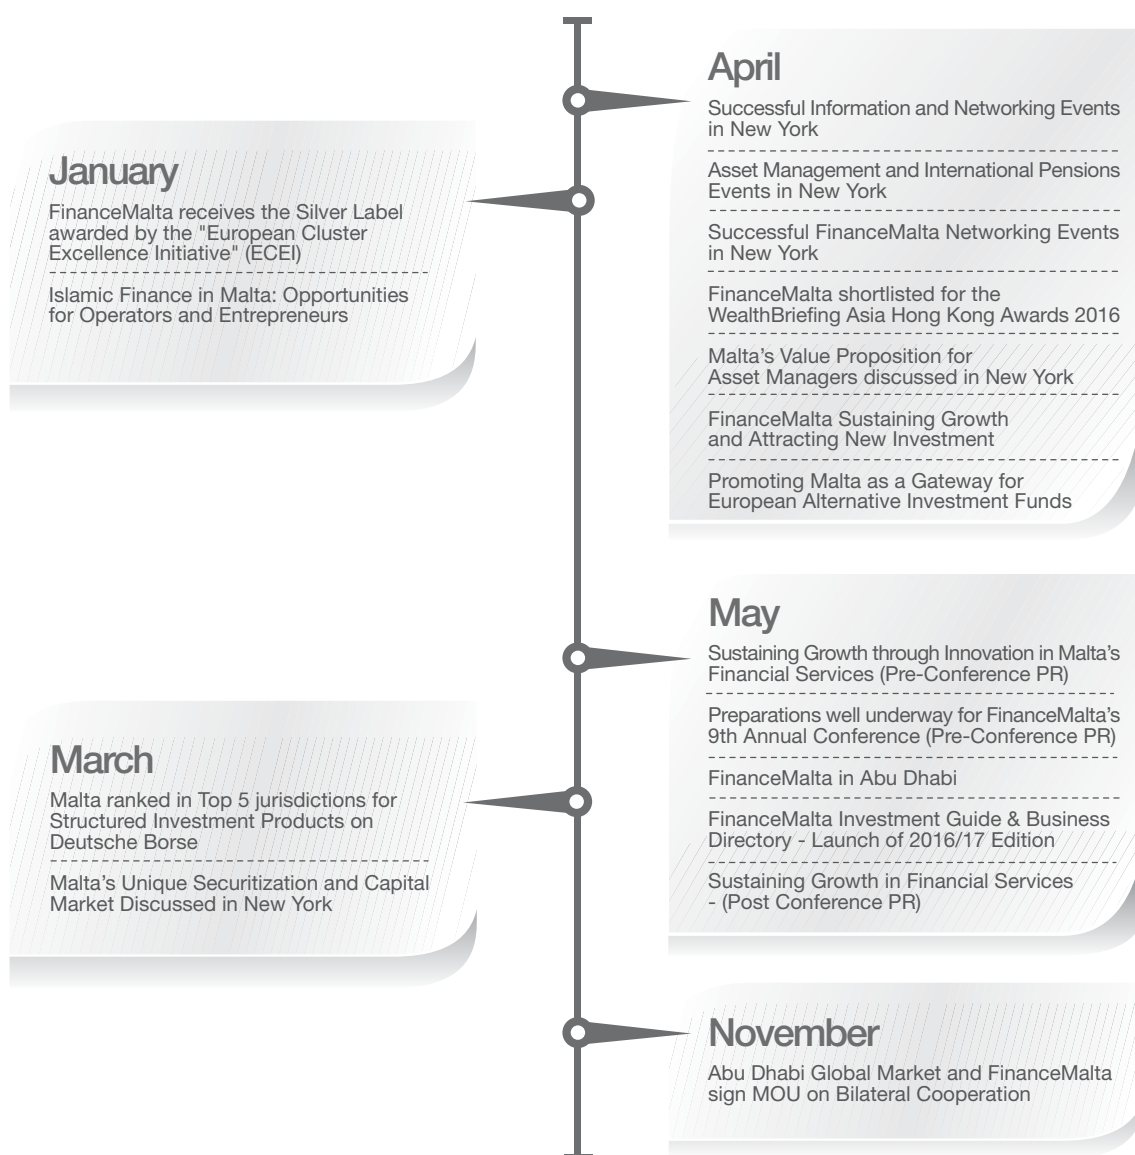 January
FinanceMalta receives the Silver Label
awarded by the "European Cluster
Excellence Initiative" (ECEI)
Islamic Finance in Malta: Opportunities
for Operators and Entrepreneurs
March
Malta ranked in Top 5 jurisdictions for
Structured Investment Products on
Deutsche Borse
Malta's Unique Securitization and Capital
Market Discussed in New York
April
Successful Information and Networking Events
in New York
Asset Management and International Pensions
Events in New York
Successful FinanceMalta Networking Events
in New York
FinanceMalta shortlisted for the
WealthBriefing Asia Hong Kong Awards 2016
Malta's Value Proposition for
Asset Managers discussed in New York
FinanceMalta Sustaining Growth
and Attracting New Investment
Promoting Malta as a Gateway for
European Alternative Investment Funds
May
Sustaining Growth through Innovation in Malta's
Financial Services (Pre-Conference PR)
Preparations well underway for FinanceMalta's
9th Annual Conference (Pre-Conference PR)
FinanceMalta in Abu Dhabi
FinanceMalta Investment Guide & Business
Directory - Launch of 2016/17 Edition
Sustaining Growth in Financial Services
- (Post Conference PR)
November
Abu Dhabi Global Market and FinanceMalta
sign MOU on Bilateral Cooperation